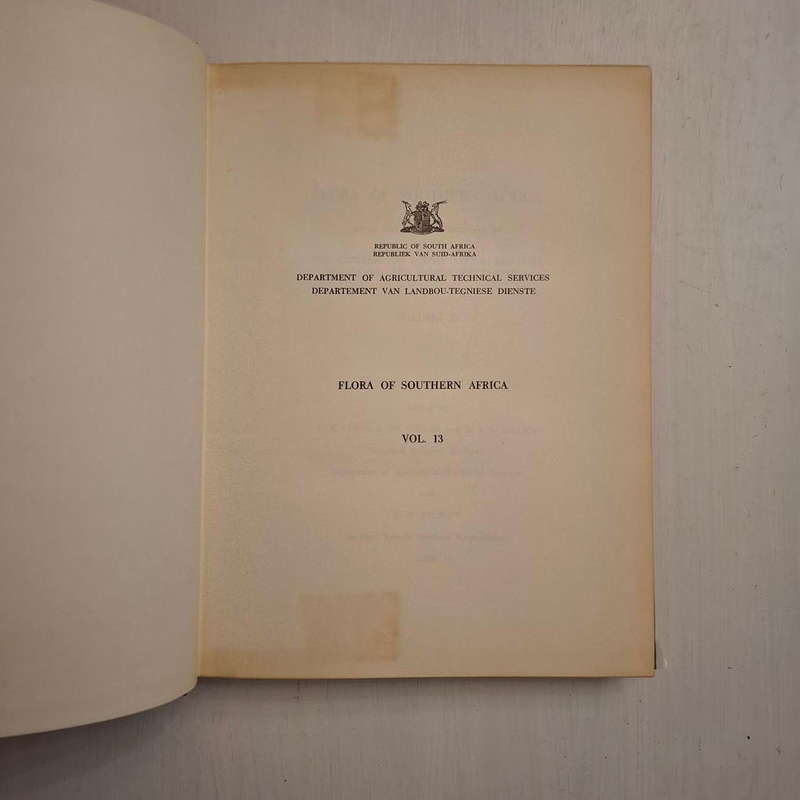 REPUBLIC OF SOUTH AFRICA
REPUBLIEK VAN SUID-AFRIKA
DEPARTMENT OF AGRICULTURAL TECHNICAL SERVICES
DEPARTEMENT VAN LANDBOU-TEGNIESE DIENSTE
FLORA OF SOUTHERN AFRICA
VOL. 13